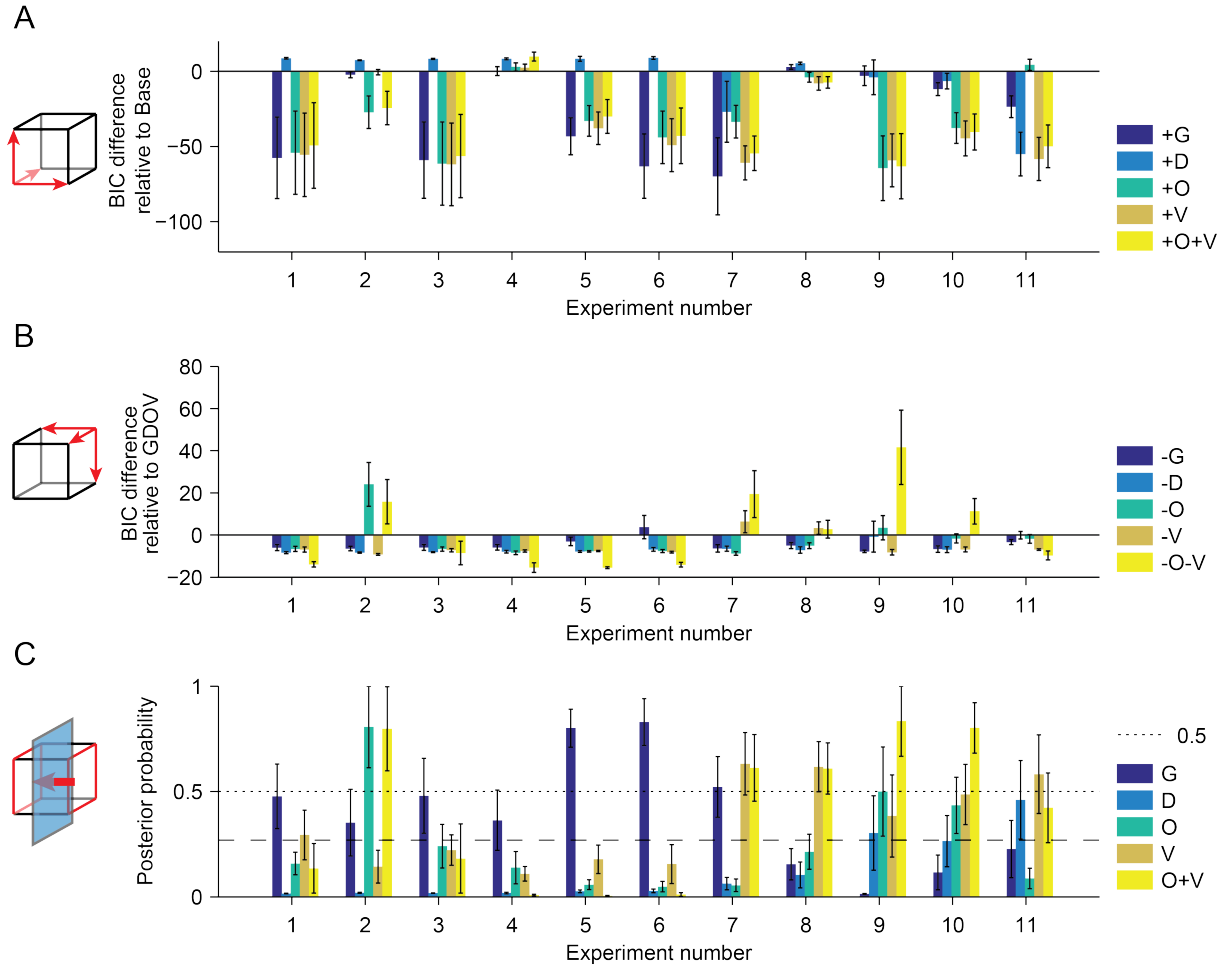 A
BIC difference
relative to Base
0
−50
−100
1 2 3 4 5 6 7 8 9 10 11
Experiment number
+G
+D
+O
+V
+O+V
B
BIC difference
relative to GDOV
80
60
40
20
0
−20
1 2 3 4 5 6 7 8 9 10 11
Experiment number
-G
-D
-O
-V
-O-V
C
Posterior probability
1
0.5
0
1 2 3 4 5 6 7 8 9 10 11
Experiment number
0.5
G
D
O
V
O+V